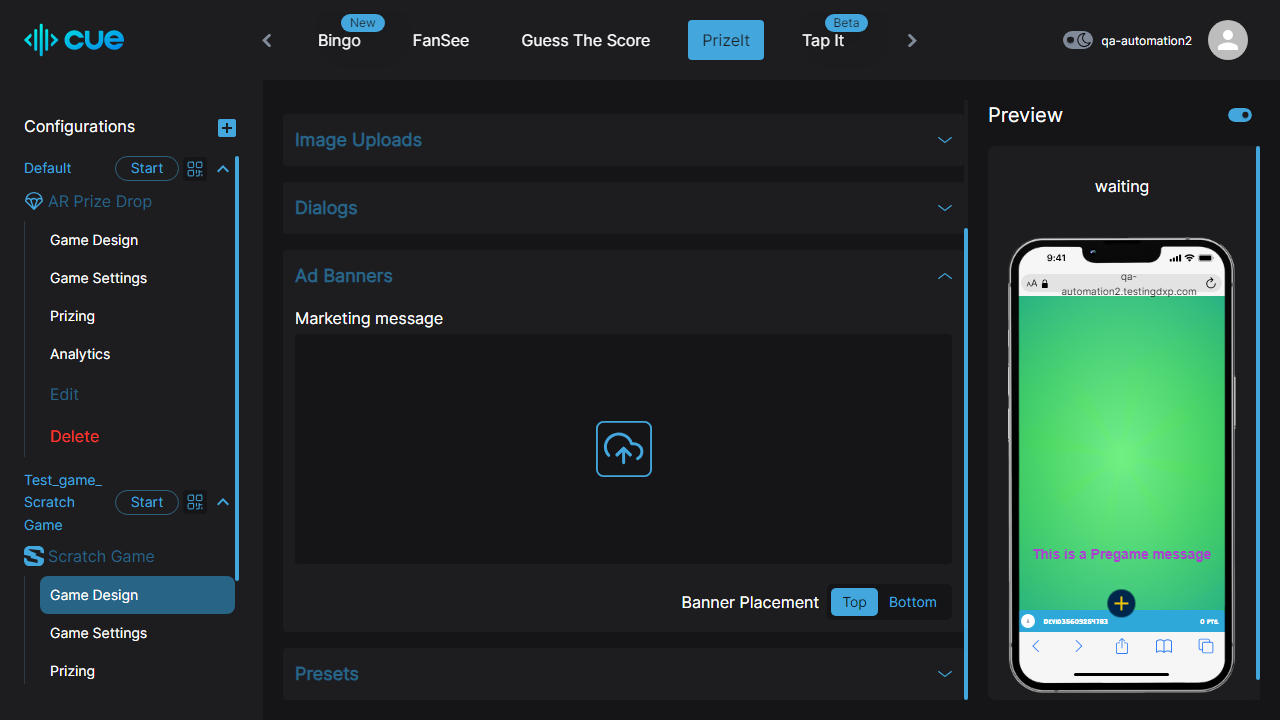 cue
Bingo
New
FanSee
Guess The Score
PrizeIt
Tap It
Beta
qa-automation2
Configurations
Default
Start
AR Prize Drop
Game Design
Game Settings
Prizing
Analytics
Edit
Delete
Test_game_
Scratch
Game
Start
Scratch Game
Game Design
Game Settings
Prizing
Image Uploads
Dialogs
Ad Banners
Marketing message
Banner Placement
Top
Bottom
Presets
Preview
waiting
9:41
AA
qa-
automation2.testingdxp.com
This is a Pregame message
0 PTS.